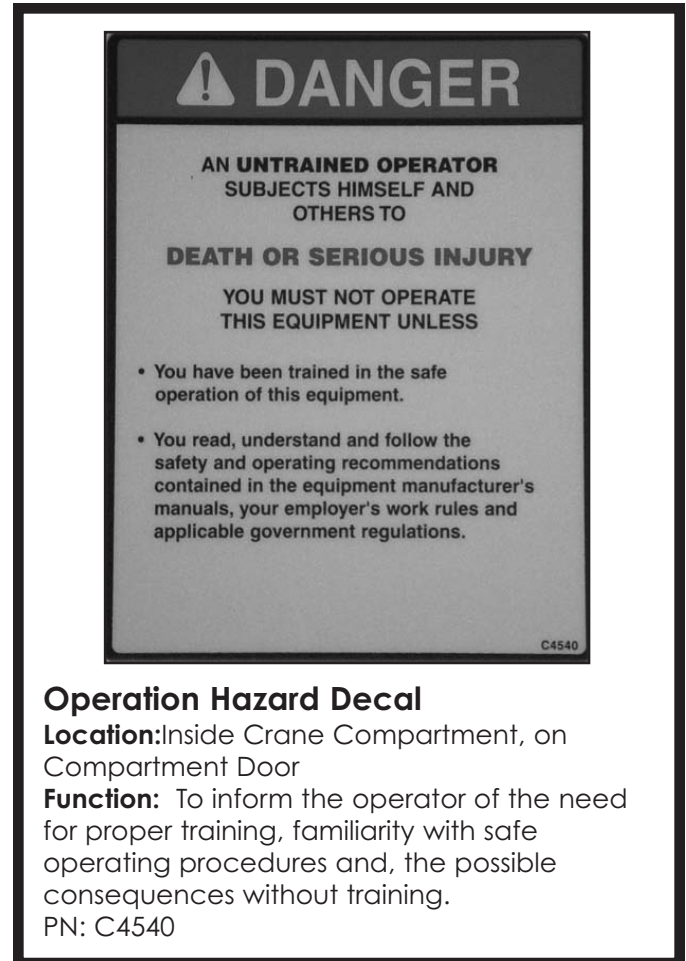 DANGER
AN UNTRAINED OPERATOR
SUBJECTS HIMSELF AND
OTHERS TO
DEATH OR SERIOUS INJURY
YOU MUST NOT OPERATE
THIS EQUIPMENT UNLESS
• You have been trained in the safe
operation of this equipment.
• You read, understand and follow the
safety and operating recommendations
contained in the equipment manufacturer's
manuals, your employer's work rules and
applicable government regulations.
C4540
Operation Hazard Decal
Location:Inside Crane Compartment, on
Compartment Door
Function: To inform the operator of the need
for proper training, familiarity with safe
operating procedures and, the possible
consequences without training.
PN: C4540